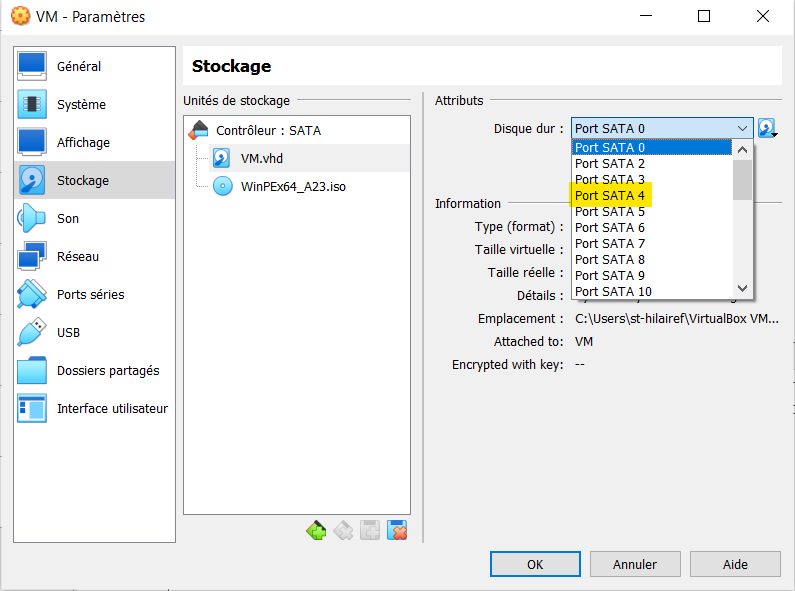 VM - Paramètres
Général
Système
Affichage
Stockage
Son
Réseau
Ports séries
USB
Dossiers partagés
Interface utilisateur
Stockage
Unités de stockage
Contrôleur : SATA
VM.vhd
WinPEx64_A23.iso
Attributs
Disque dur : Port SATA 0
Port SATA 0
Port SATA 2
Port SATA 3
Port SATA 4
Port SATA 5
Port SATA 6
Port SATA 7
Port SATA 8
Port SATA 9
Port SATA 10
Information
Type (format) :
Taille virtuelle :
Taille réelle :
Détails :
Emplacement : C:\Users\st-hilairef\VirtualBox VM...
Attached to: VM
Encrypted with key: --
OK
Annuler
Aide